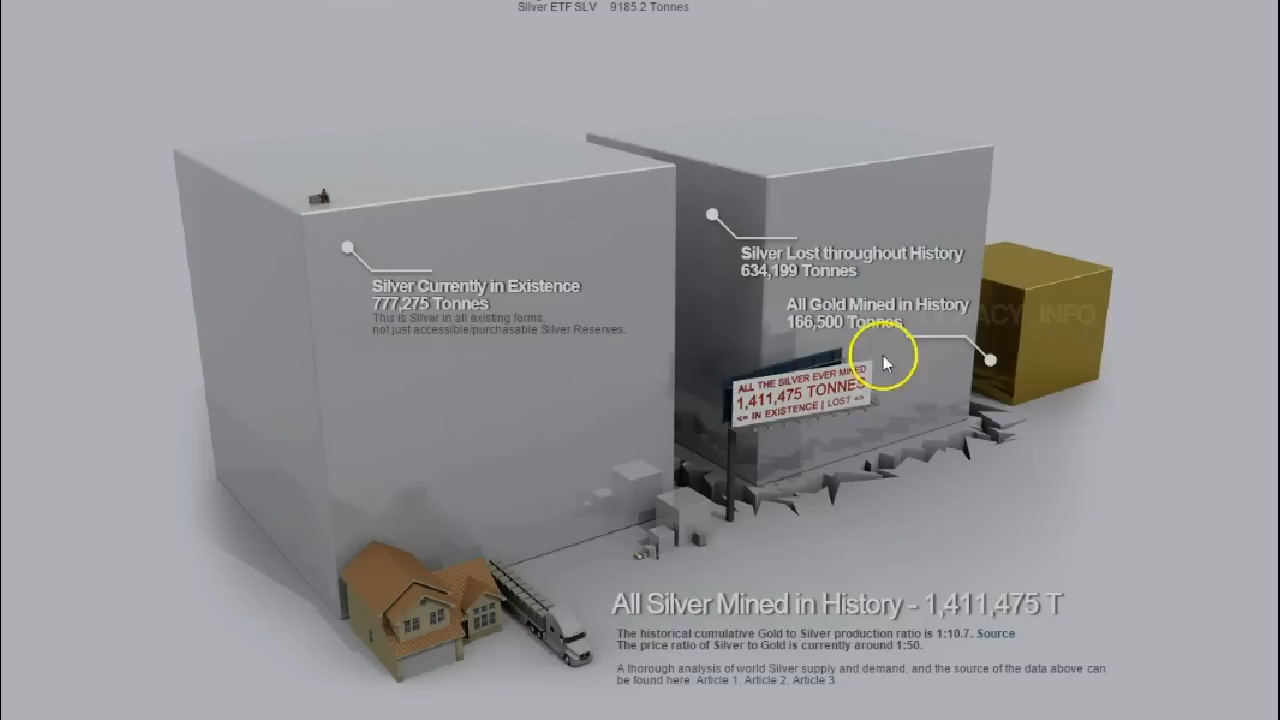 Silver ETF SLV 9185.2 Tonnes
Silver Currently in Existence
777,275 Tonnes
This is Silver in all existing forms,
not just accessible/purchasable Silver Reserves.
Silver Lost throughout History
634,199 Tonnes
All Gold Mined in History
166,500 Tonnes
ACY.INFO
ALL THE SILVER EVER MINED
1,411,475 TONNES
<= IN EXISTENCE | LOST =>
All Silver Mined in History - 1,411,475 T
The historical cumulative Gold to Silver production ratio is 1:10.7. Source
The price ratio of Silver to Gold is currently around 1:50.
A thorough analysis of world Silver supply and demand, and the source of the data above can
be found here: Article 1, Article 2, Article 3